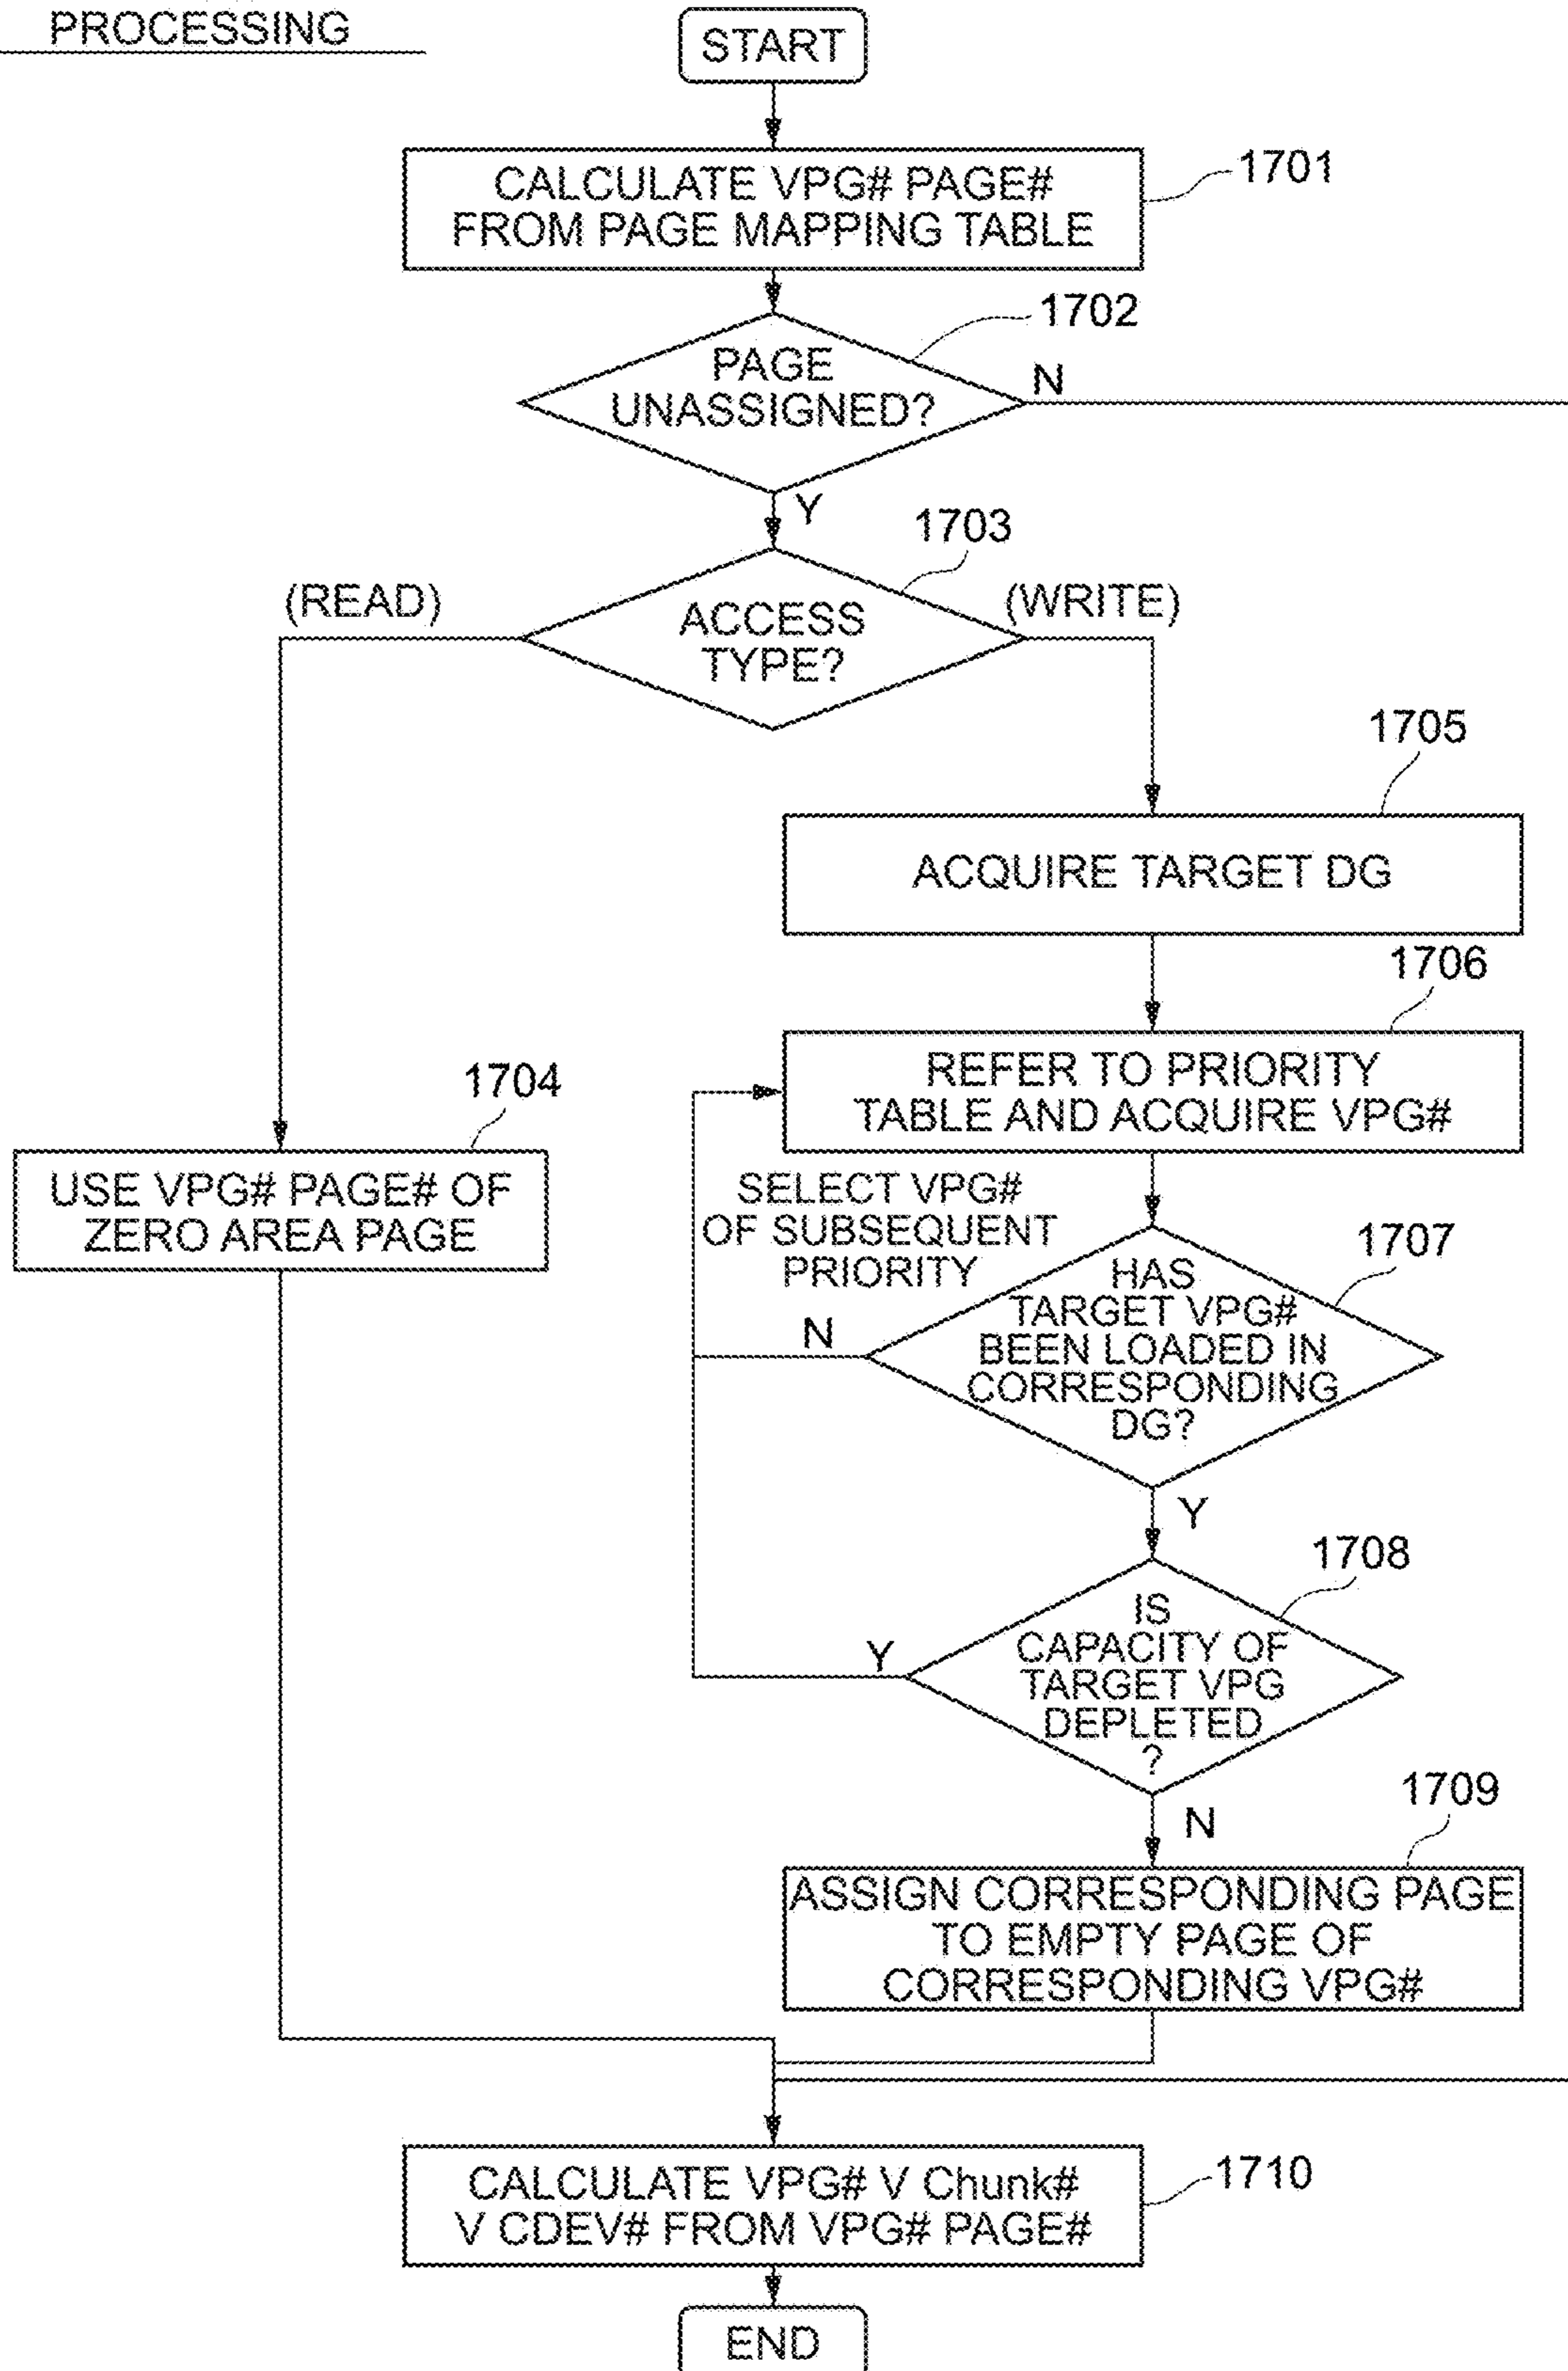 PROCESSING
START
CALCULATE VPG# PAGE#
FROM PAGE MAPPING TABLE
1701
1702
PAGE
UNASSIGNED?
N
Y
1703
(READ)
ACCESS
TYPE?
(WRITE)
1705
ACQUIRE TARGET DG
1706
REFER TO PRIORITY
TABLE AND ACQUIRE VPG#
1704
USE VPG# PAGE# OF
ZERO AREA PAGE
SELECT VPG#
OF SUBSEQUENT
PRIORITY
1707
HAS
TARGET VPG#
BEEN LOADED IN
CORRESPONDING
DG?
N
Y
1708
IS
CAPACITY OF
TARGET VPG
DEPLETED
?
Y
N
1709
ASSIGN CORRESPONDING PAGE
TO EMPTY PAGE OF
CORRESPONDING VPG#
CALCULATE VPG# V Chunk#
V CDEV# FROM VPG# PAGE#
1710
END